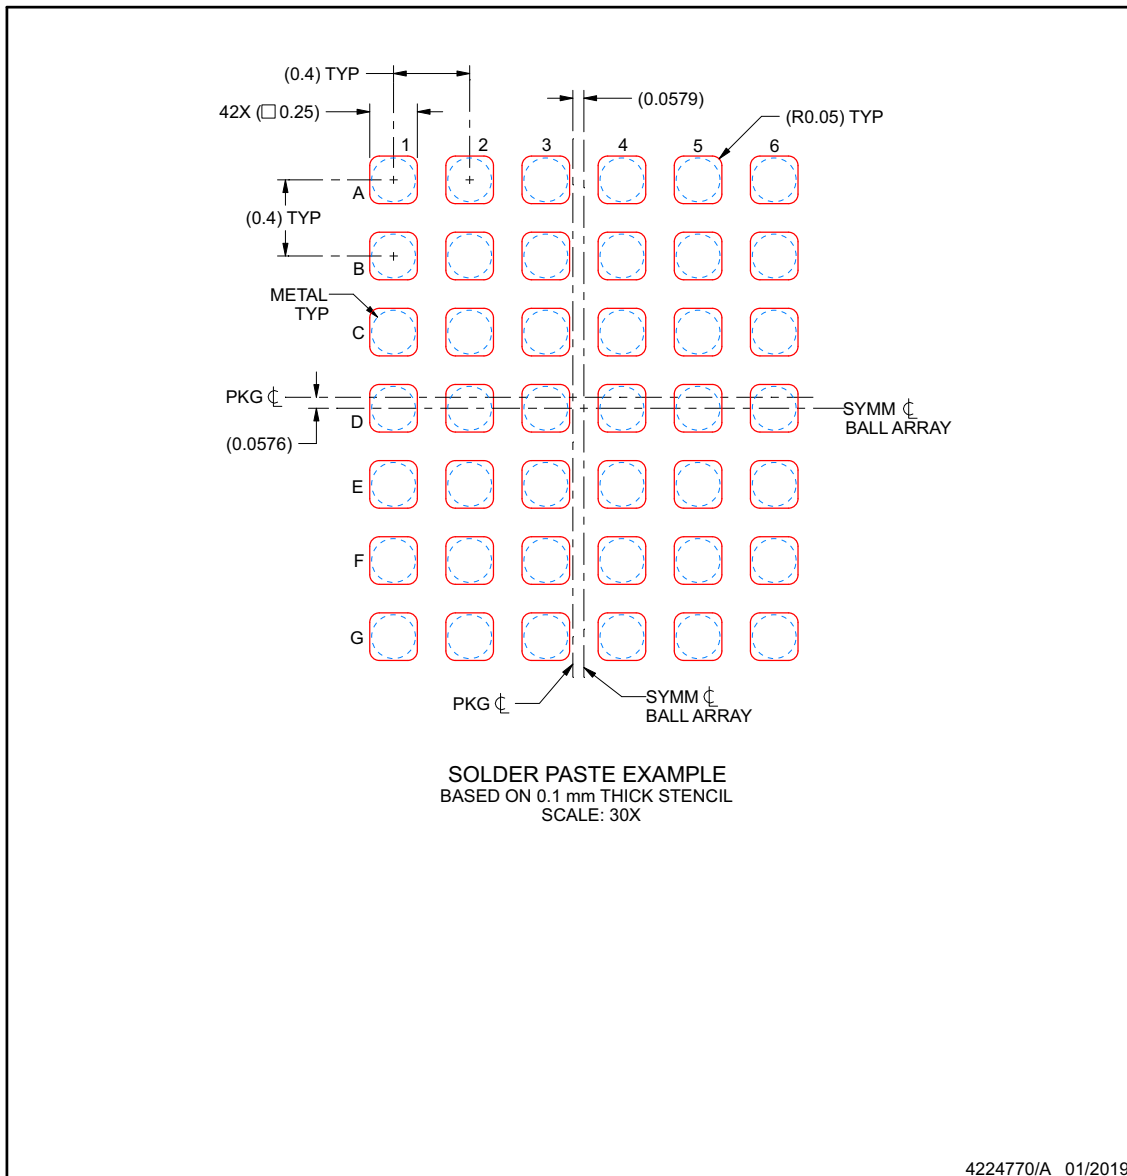 (0.4) TYP
(0.0579)
42X (□ 0.25)
(R0.05) TYP
1 2 3 4 5 6
A
(0.4) TYP
B
METAL
TYP
C
PKG ℄
SYMM ℄
BALL ARRAY
D
(0.0576)
E
F
G
PKG ℄
SYMM ℄
BALL ARRAY
SOLDER PASTE EXAMPLE
BASED ON 0.1 mm THICK STENCIL
SCALE: 30X
4224770/A 01/2019